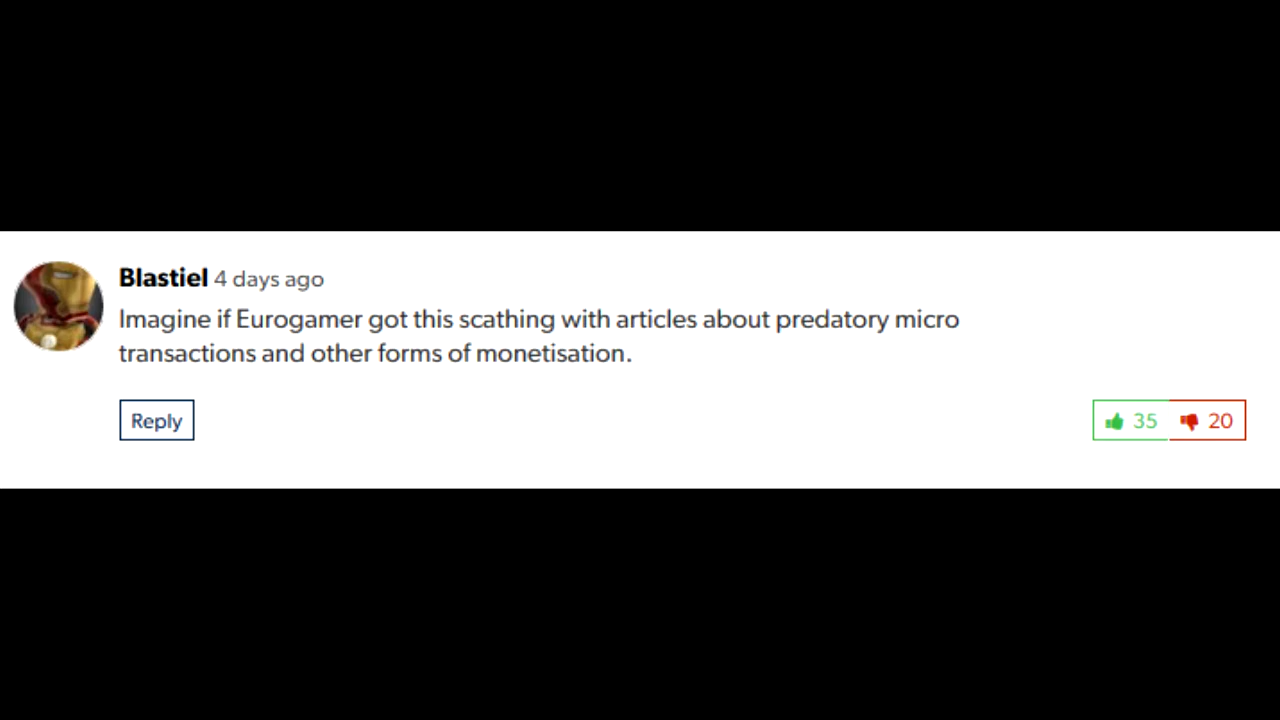 Blastiel 4 days ago
Imagine if Eurogamer got this scathing with articles about predatory micro
transactions and other forms of monetisation.
Reply 35 20